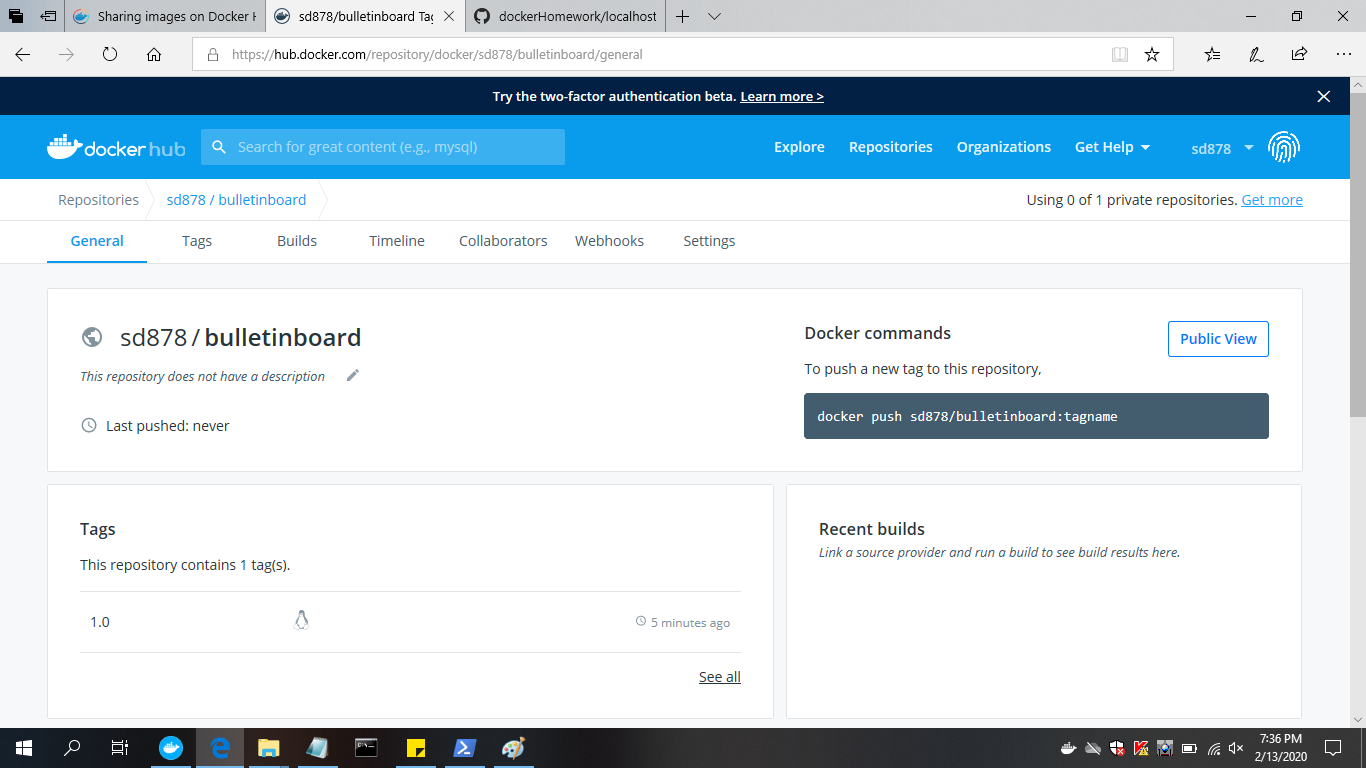 Sharing images on Docker H
sd878/bulletinboard Tag
dockerHomework/localhost
https://hub.docker.com/repository/docker/sd878/bulletinboard/general
Try the two-factor authentication beta. Learn more >
docker hub
Search for great content (e.g., mysql)
Explore
Repositories
Organizations
Get Help
sd878
Repositories
sd878 / bulletinboard
Using 0 of 1 private repositories. Get more
General
Tags
Builds
Timeline
Collaborators
Webhooks
Settings
sd878 / bulletinboard
This repository does not have a description
Last pushed: never
Docker commands
Public View
To push a new tag to this repository,
docker push sd878/bulletinboard:tagname
Tags
This repository contains 1 tag(s).
1.0
5 minutes ago
See all
Recent builds
Link a source provider and run a build to see build results here.
7:36 PM
2/13/2020